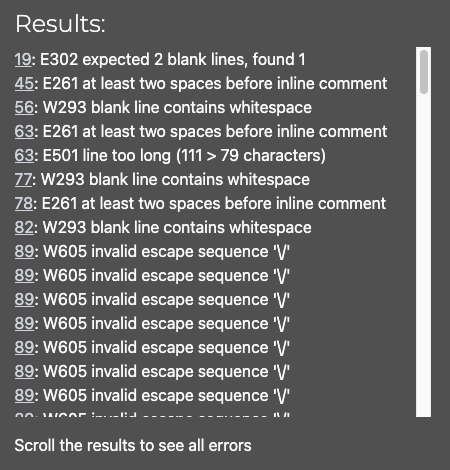 Results:
19: E302 expected 2 blank lines, found 1
45: E261 at least two spaces before inline comment
56: W293 blank line contains whitespace
63: E261 at least two spaces before inline comment
63: E501 line too long (111 > 79 characters)
77: W293 blank line contains whitespace
78: E261 at least two spaces before inline comment
82: W293 blank line contains whitespace
89: W605 invalid escape sequence '\/'
89: W605 invalid escape sequence '\/'
89: W605 invalid escape sequence '\/'
89: W605 invalid escape sequence '\/'
89: W605 invalid escape sequence '\/'
89: W605 invalid escape sequence '\/'
89: W605 invalid escape sequence '\/'
89: W605 invalid escape sequence '\/'
Scroll the results to see all errors